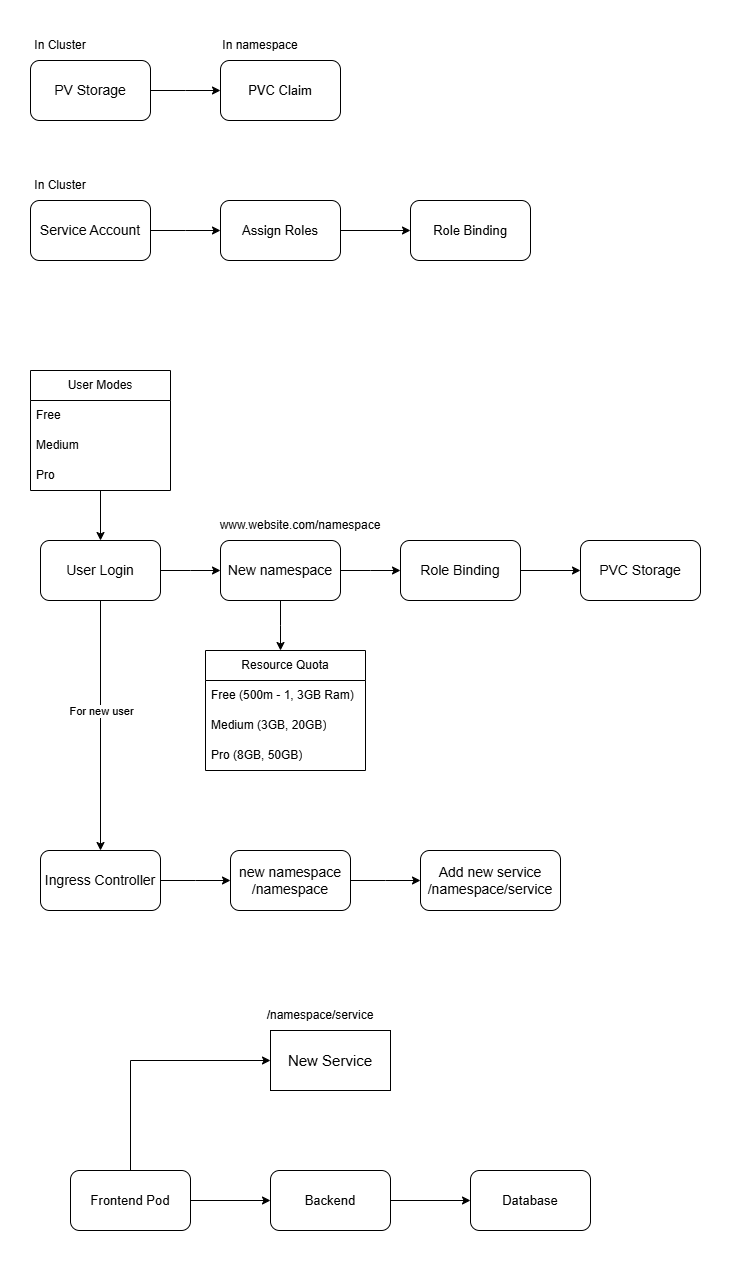 In Cluster
In namespace
PV Storage
PVC Claim
In Cluster
Service Account
Assign Roles
Role Binding
User Modes
Free
Medium
Pro
www.website.com/namespace
User Login
New namespace
Role Binding
PVC Storage
Resource Quota
Free (500m - 1, 3GB Ram)
Medium (3GB, 20GB)
Pro (8GB, 50GB)
For new user
Ingress Controller
new namespace
/namespace
Add new service
/namespace/service
/namespace/service
New Service
Frontend Pod
Backend
Database